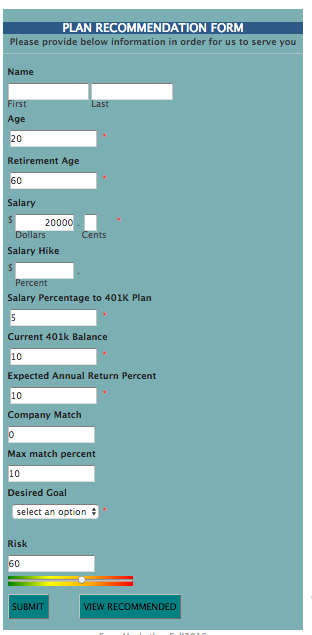 PLAN RECOMMENDATION FORM
Please provide below information in order for us to serve you
Name
First Last
Age
20 *
Retirement Age
60 *
Salary
$ 20000 . *
Dollars Cents
Salary Hike
$ .
Percent
Salary Percentage to 401K Plan
5 *
Current 401k Balance
10 *
Expected Annual Return Percent
10 *
Company Match
0
Max match percent
10
Desired Goal
select an option *
Risk
60
SUBMIT VIEW RECOMMENDED